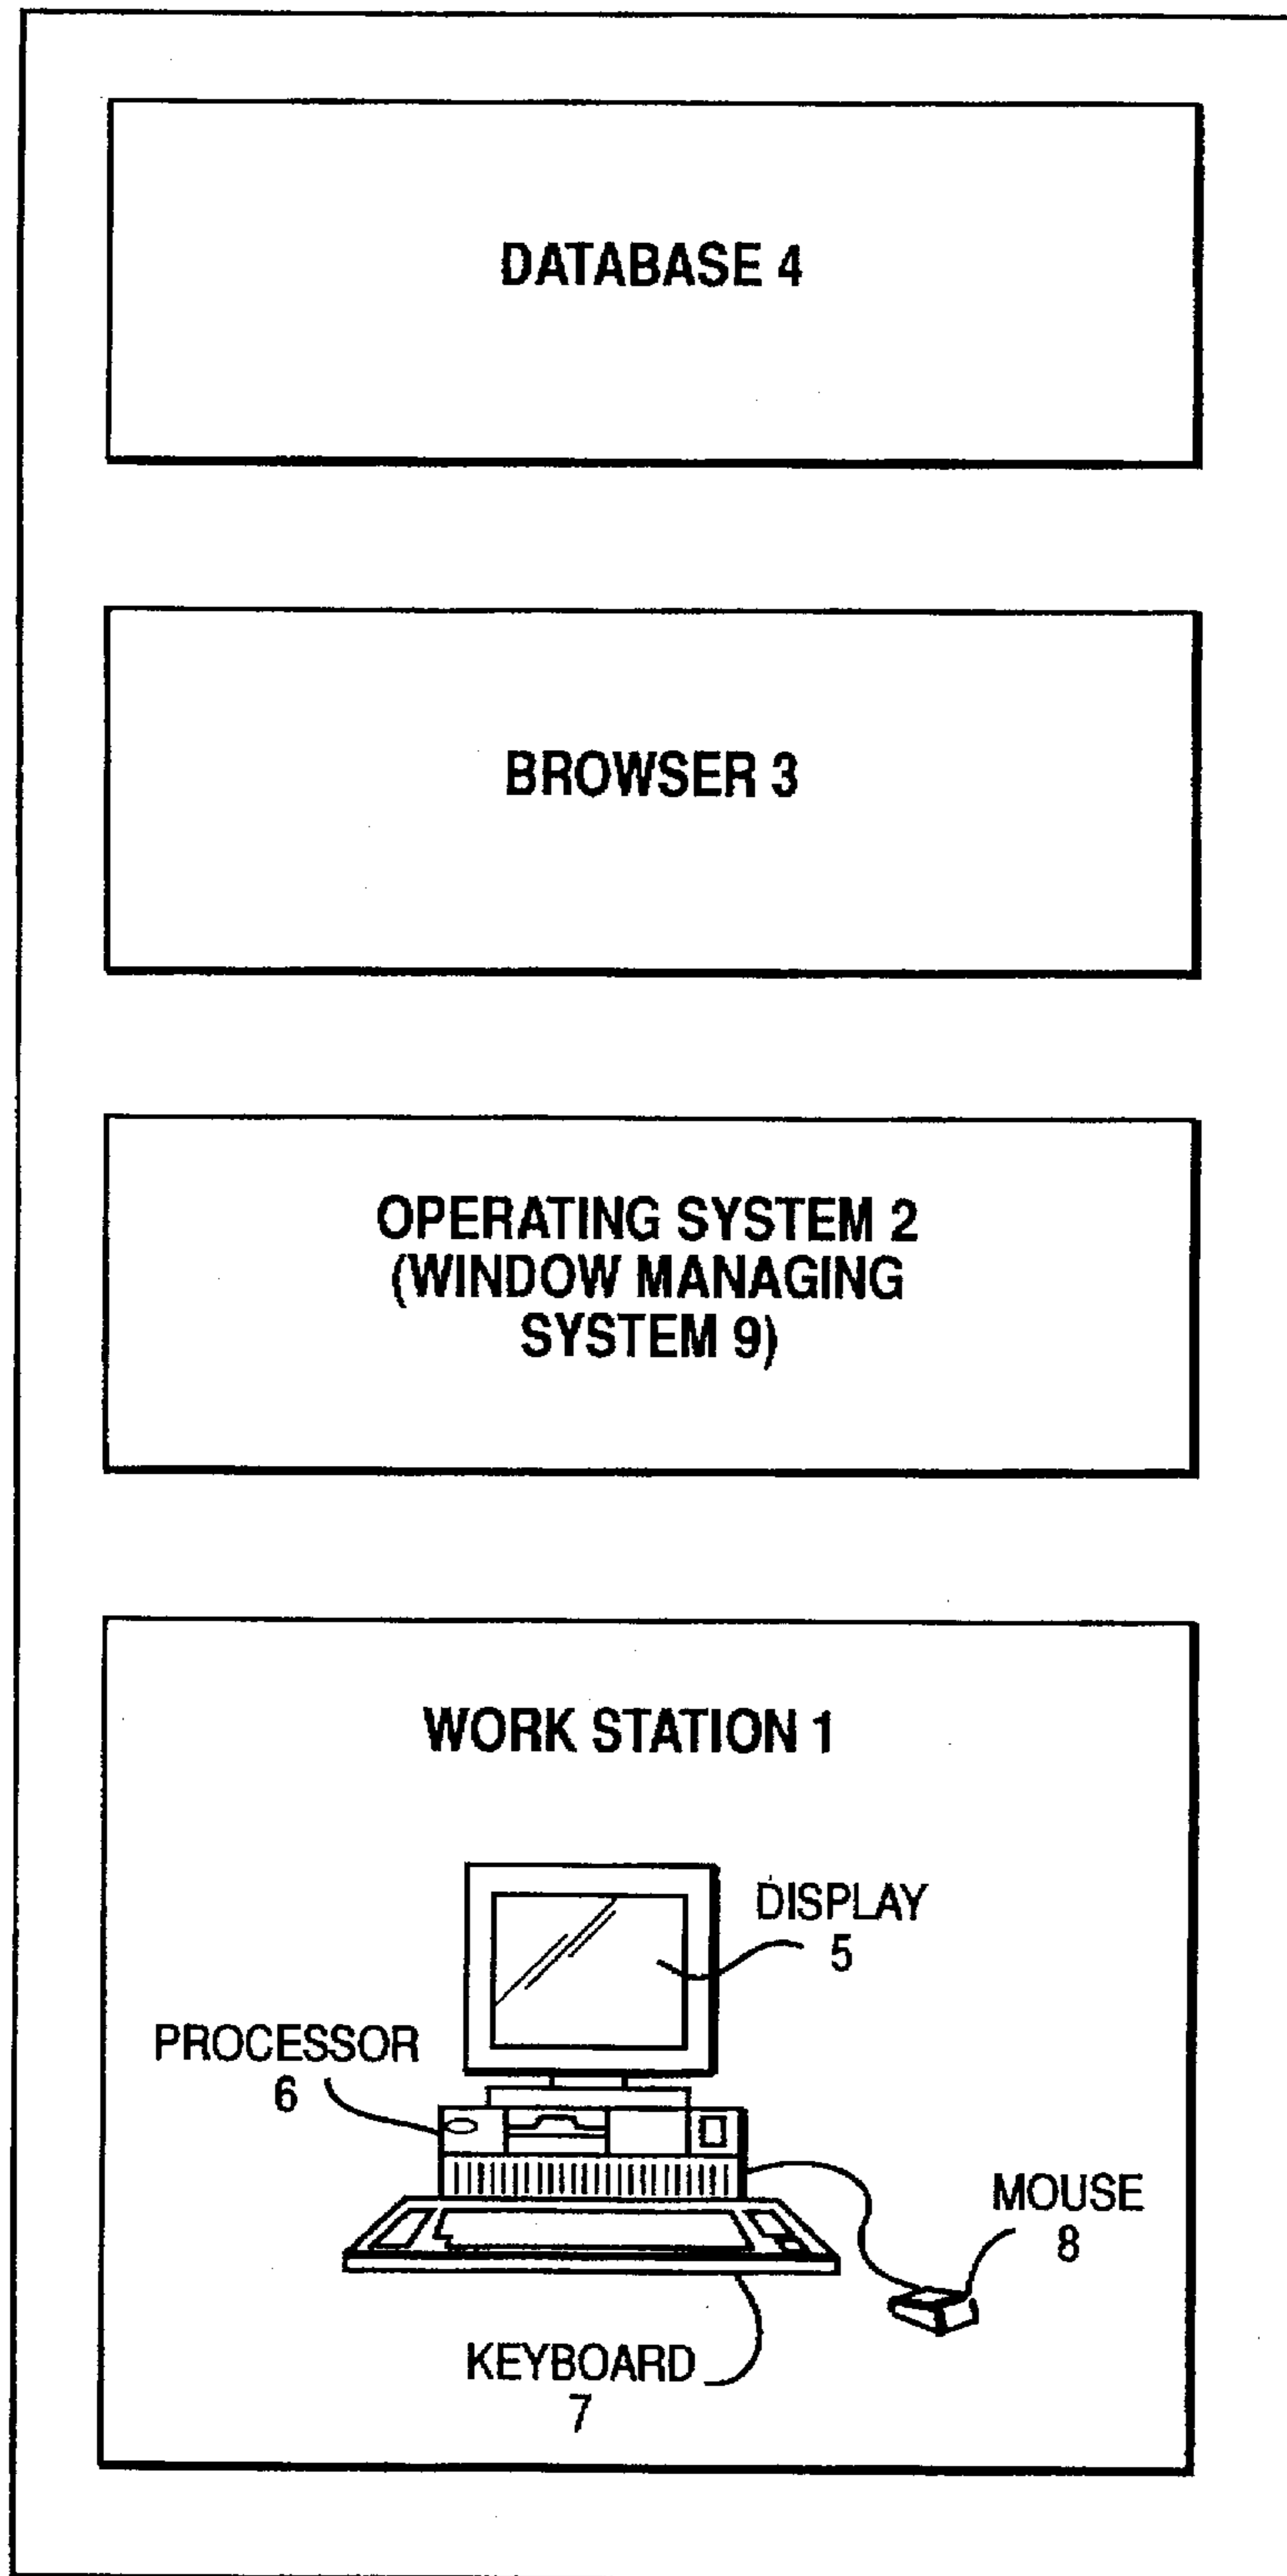 DATABASE 4
BROWSER 3
OPERATING SYSTEM 2
(WINDOW MANAGING
SYSTEM 9)
WORK STATION 1
DISPLAY
5
PROCESSOR
6
MOUSE
8
KEYBOARD
7